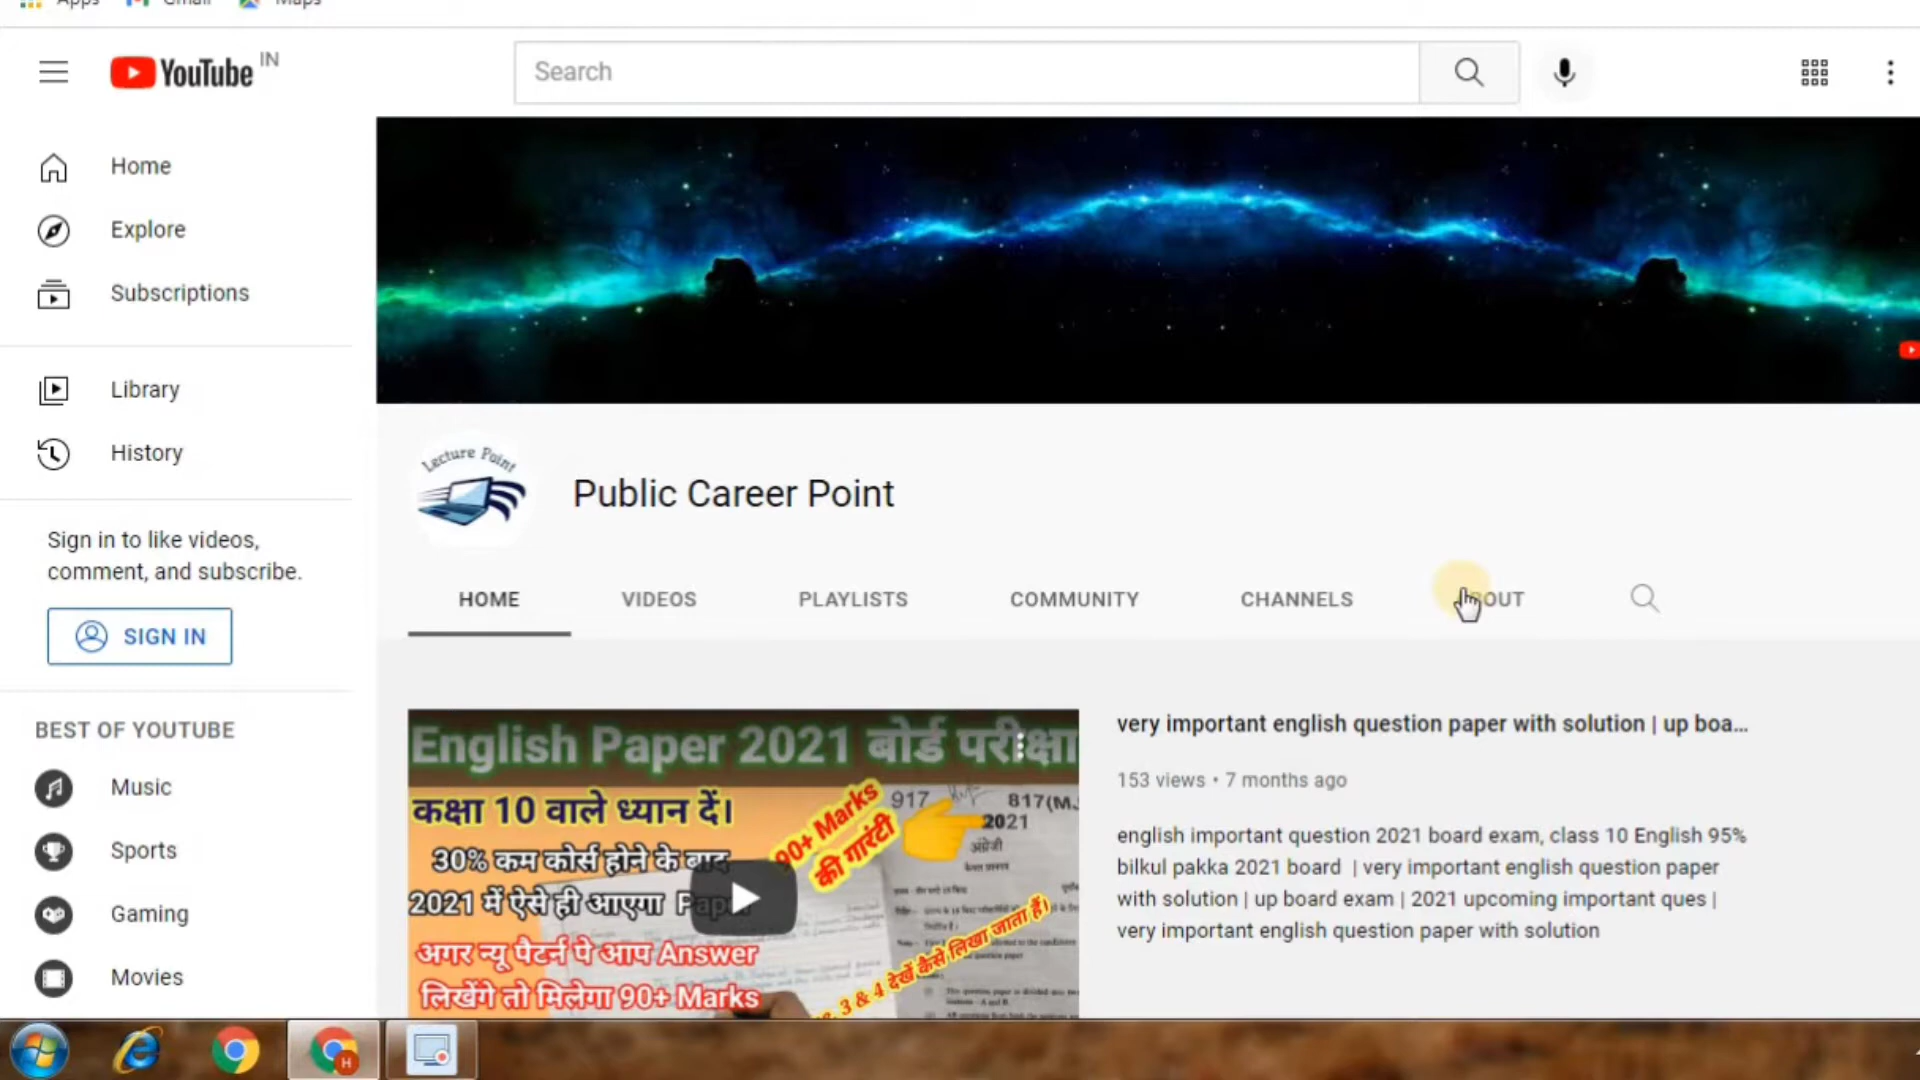 Apps Gmail Maps
YouTube IN
Search
Home
Explore
Subscriptions
Library
History
Sign in to like videos,
comment, and subscribe.
SIGN IN
BEST OF YOUTUBE
Music
Sports
Gaming
Movies
Lecture Point
Public Career Point
HOME VIDEOS PLAYLISTS COMMUNITY CHANNELS OUT
English Paper 2021 बोर्ड परीक्षा
कक्षा 10 वाले ध्यान दें।
30% कम कोर्स होने के बाद
2021 में ऐसे ही आएगा Pap
अगर न्यू पैटर्न पे आप Answer
लिखेंगे तो मिलेगा 90+ Marks
90+ Marks
की गारंटी
917 817(M
2021
अंग्रेजी
3 & 4 देखें कैसे लिखा जाता हैं।
very important english question paper with solution | up boa...
153 views • 7 months ago
english important question 2021 board exam, class 10 English 95%
bilkul pakka 2021 board | very important english question paper
with solution | up board exam | 2021 upcoming important ques |
very important english question paper with solution
H